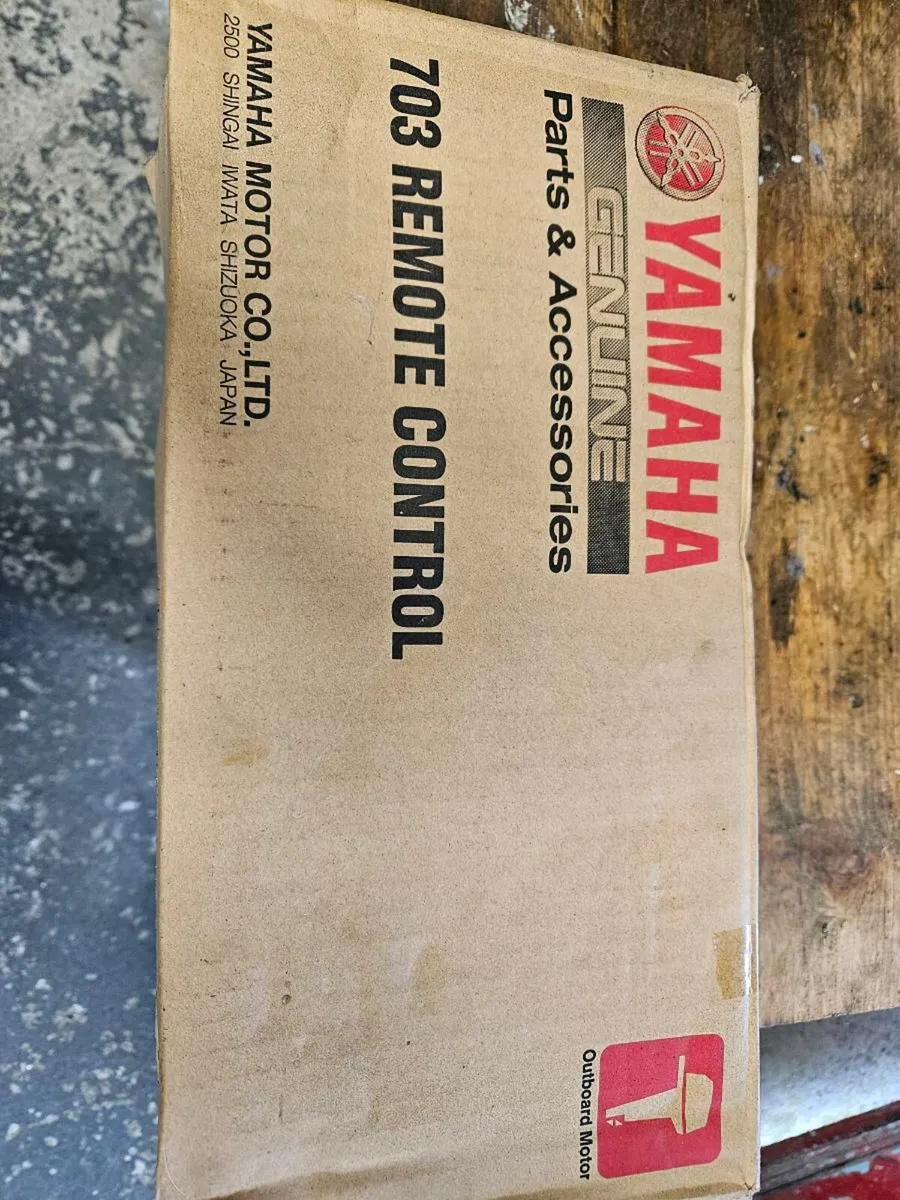 YAMAHA
GENUINE
Parts & Accessories
703 REMOTE CONTROL
YAMAHA MOTOR CO.,LTD.
2500 SHINGAI IWATA SHIZUOKA JAPAN
Outboard Motor